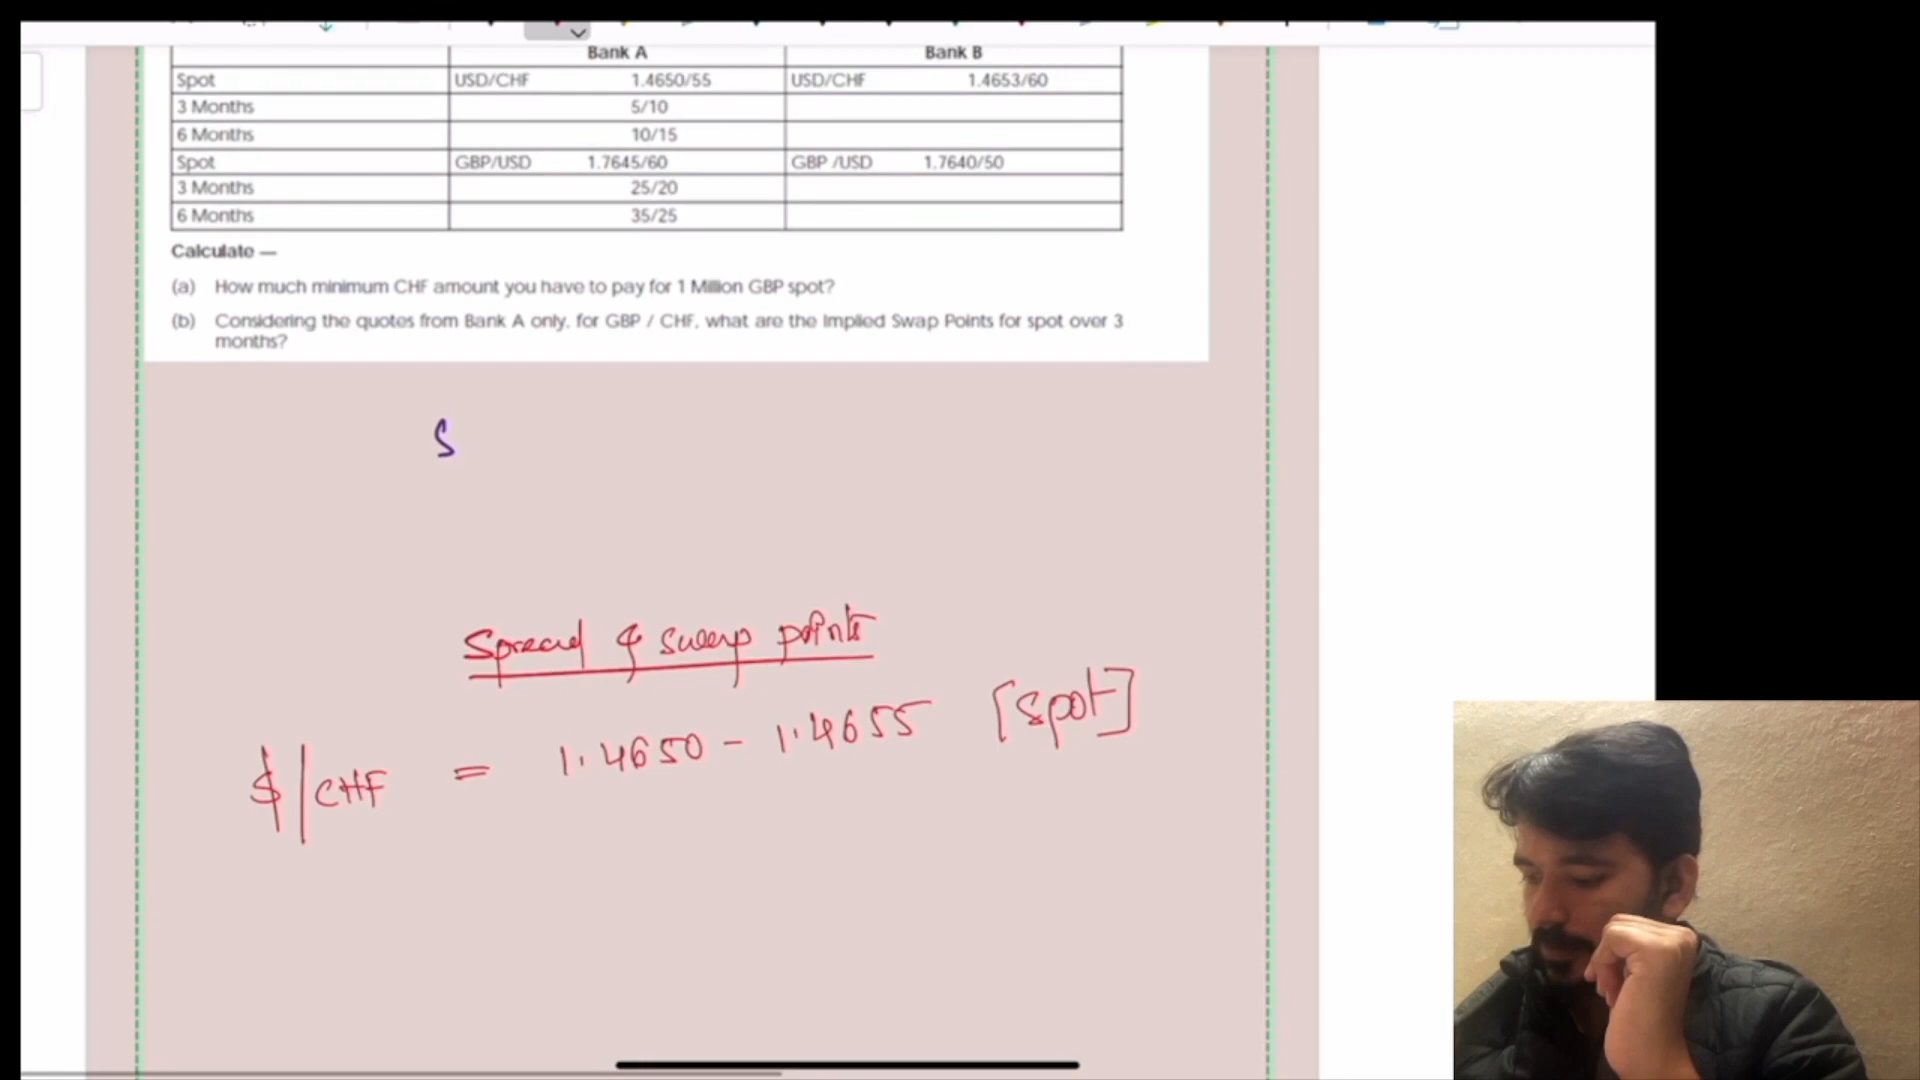 Bank A Bank B
Spot USD/CHF 1.4650/55 USD/CHF 1.4653/60
3 Months 5/10
6 Months 10/15
Spot GBP/USD 1.7645/60 GBP /USD 1.7640/50
3 Months 25/20
6 Months 35/25
Calculate —
(a) How much minimum CHF amount you have to pay for 1 Million GBP spot?
(b) Considering the quotes from Bank A only, for GBP / CHF, what are the Implied Swap Points for spot over 3
months?
S
Spread & swap points
$/CHF = 1.4650 - 1.4655 [spot]